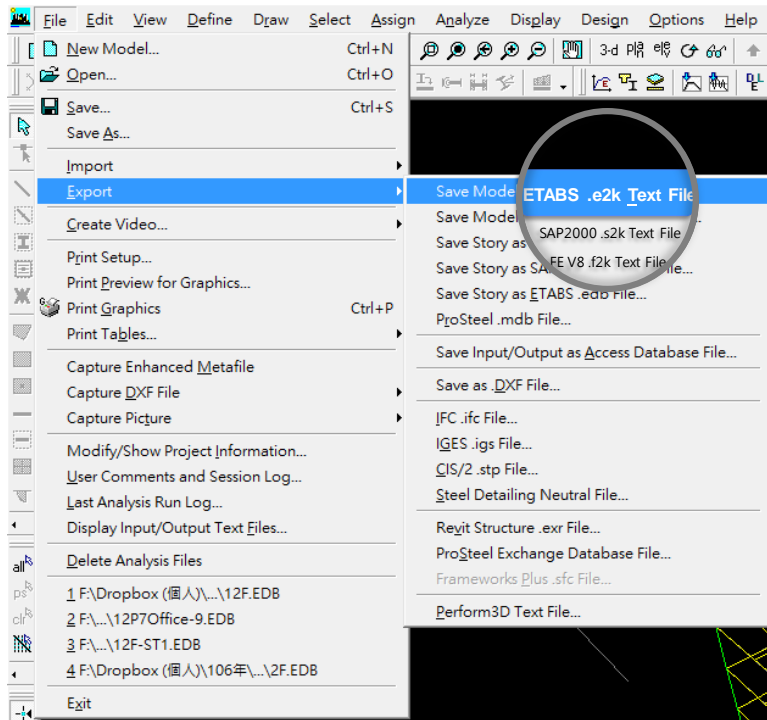 File Edit View Define Draw Select Assign Analyze Display Design Options Help
New Model... Ctrl+N
Open... Ctrl+O
3-d
Save... Ctrl+S
Save As...
Import
Export
Create Video...
Print Setup...
Print Preview for Graphics...
Print Graphics Ctrl+P
Print Tables...
Capture Enhanced Metafile
Capture DXF File
Capture Picture
Modify/Show Project Information...
User Comments and Session Log...
Last Analysis Run Log...
Display Input/Output Text Files...
Delete Analysis Files
1 F:\Dropbox (個人)\...\12F.EDB
2 F:\...\12P7Office-9.EDB
3 F:\...\12F-ST1.EDB
4 F:\Dropbox (個人)\106年\...\2F.EDB
Exit
all
ps
clr
Save Mode
ETABS .e2k Text File
Save Model
SAP2000 .s2k Text File
Save Story as
FE V8 .f2k Text File
Save Story as
Save Story as ETABS .edb File...
ProSteel .mdb File...
Save Input/Output as Access Database File...
Save as .DXF File...
IFC .ifc File...
IGES .igs File...
CIS/2 .stp File...
Steel Detailing Neutral File...
Revit Structure .exr File...
ProSteel Exchange Database File...
Frameworks Plus .sfc File...
Perform3D Text File...